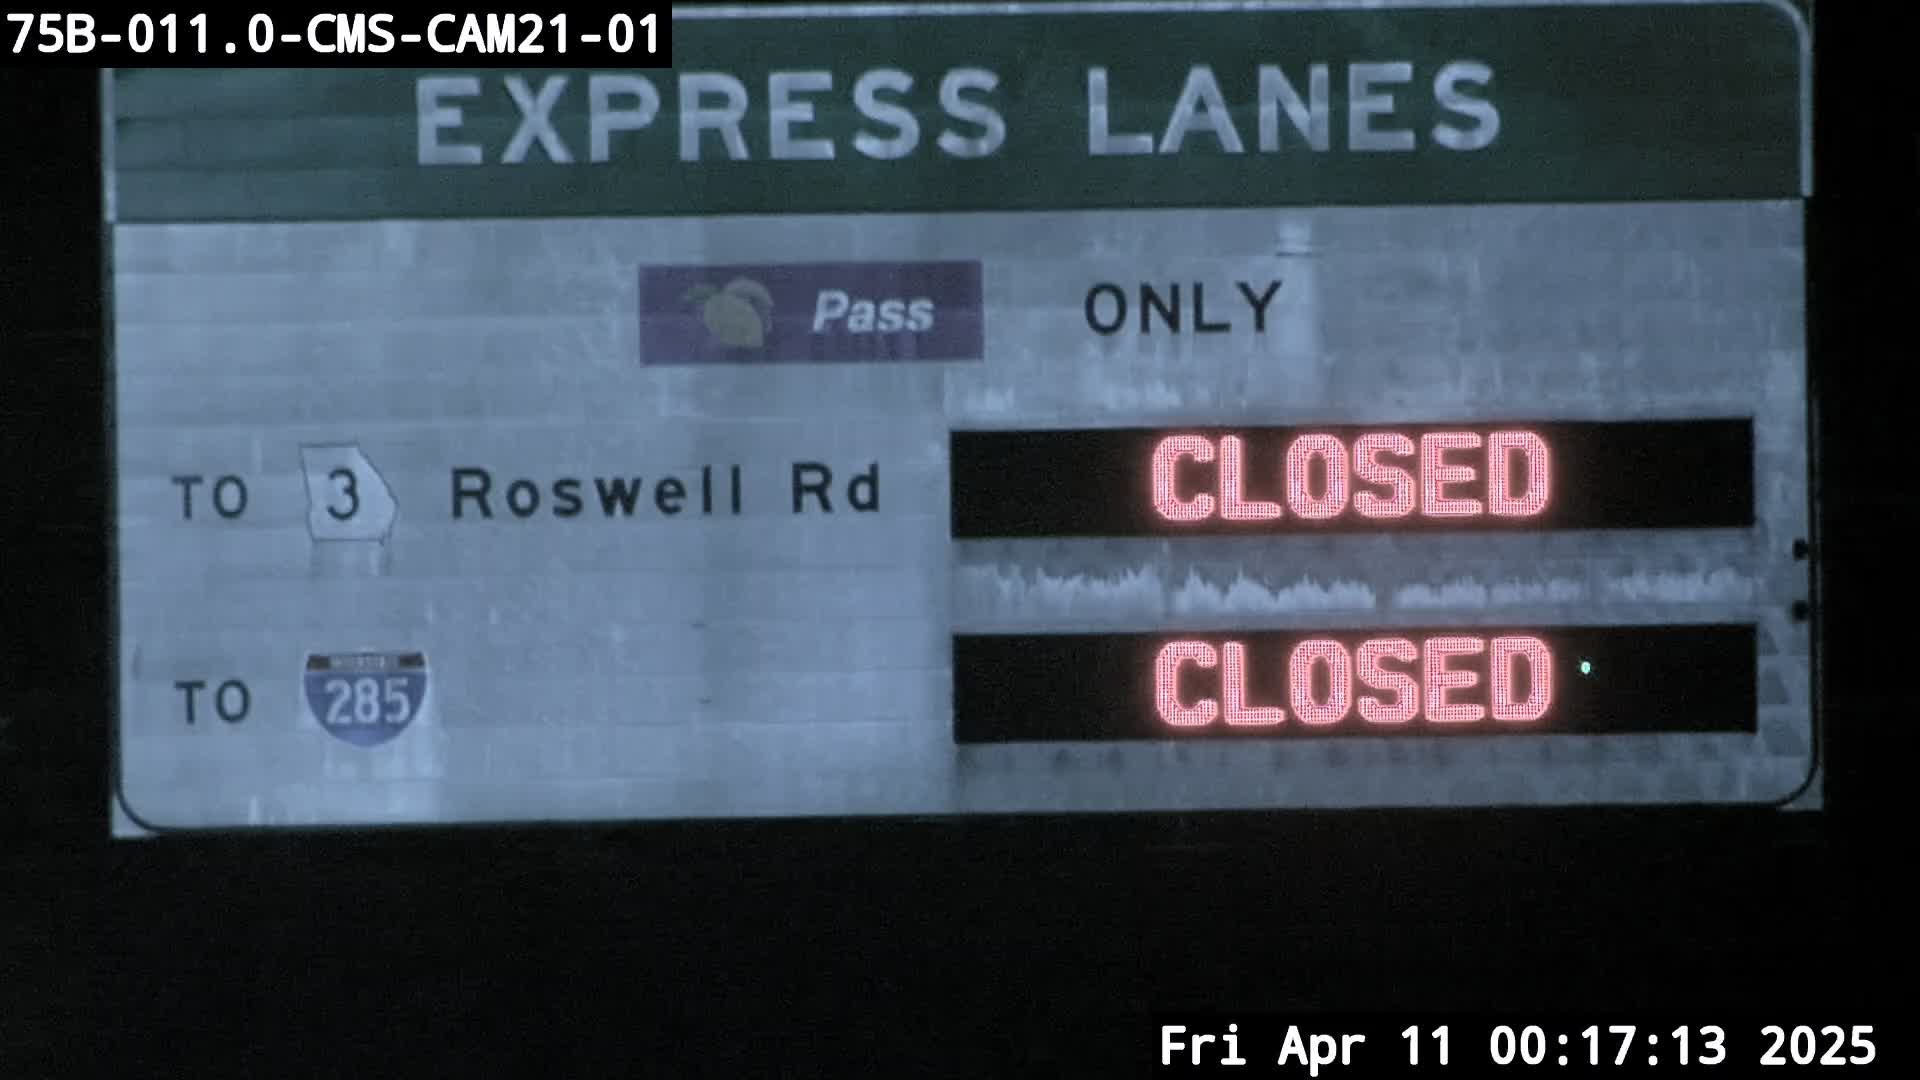 75B-011.0-CMS-CAM21-01
EXPRESS LANES
Pass ONLY
TO 3 Roswell Rd CLOSED
TO 285 CLOSED
Fri Apr 11 00:17:13 2025